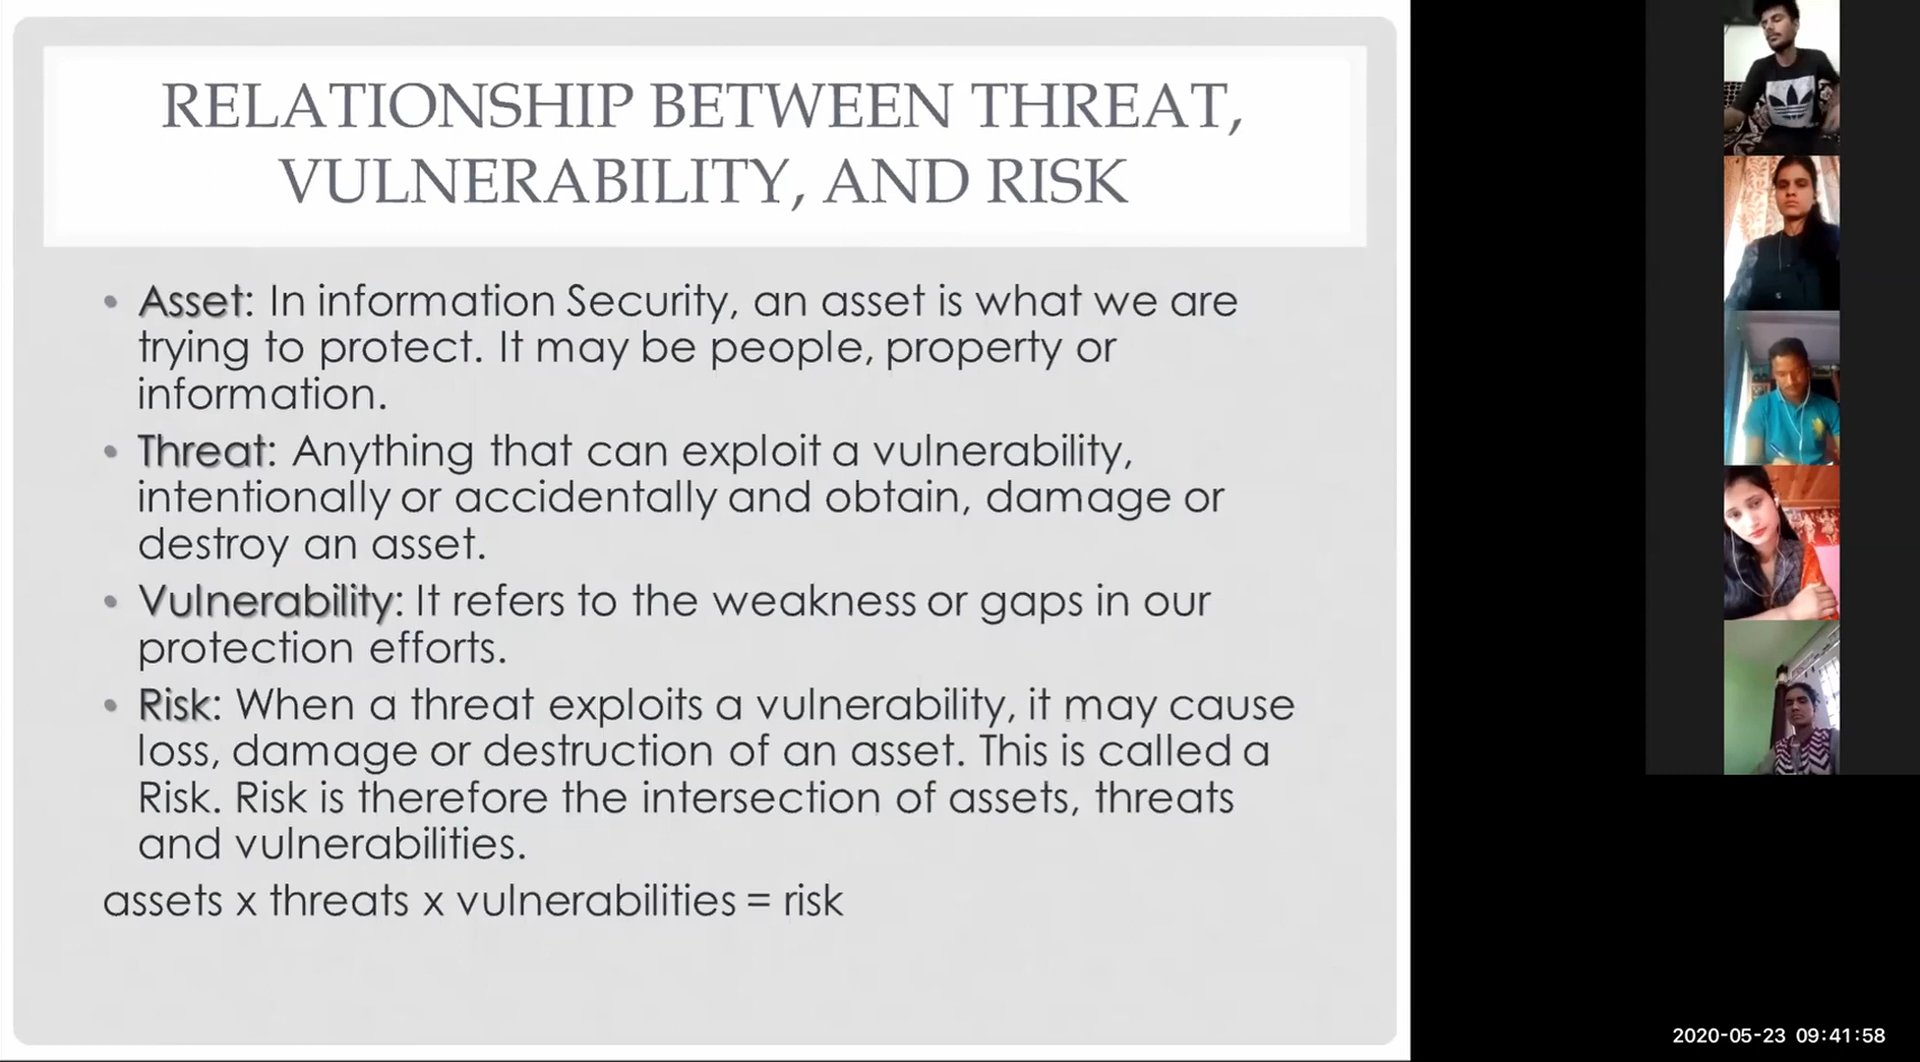 RELATIONSHIP BETWEEN THREAT,
VULNERABILITY, AND RISK
• Asset: In information Security, an asset is what we are
trying to protect. It may be people, property or
information.
• Threat: Anything that can exploit a vulnerability,
intentionally or accidentally and obtain, damage or
destroy an asset.
• Vulnerability: It refers to the weakness or gaps in our
protection efforts.
• Risk: When a threat exploits a vulnerability, it may cause
loss, damage or destruction of an asset. This is called a
Risk. Risk is therefore the intersection of assets, threats
and vulnerabilities.
assets x threats x vulnerabilities = risk
2020-05-23 09:41:58